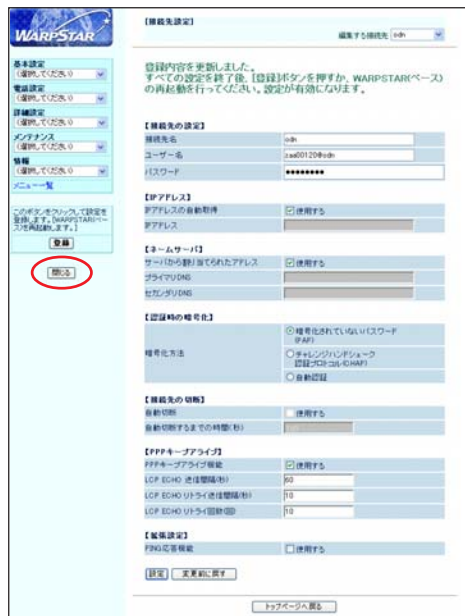 WARPSTAR
基本設定
(選択してください)
電話設定
(選択してください)
詳細設定
(選択してください)
メンテナンス
(選択してください)
情報
(選択してください)
メニュー一覧
このボタンをクリックして設定を
登録します。[WARPSTAR(ベー
ス)を再起動します。]
登録
閉じる
【接続先設定】
編集する接続先 odn
登録内容を更新しました。
すべての設定を終了後、[登録]ボタンを押すか、WARPSTAR(ベース)
の再起動を行ってください。設定が有効になります。
【接続先の設定】
接続先名 odn
ユーザー名 zaa00120@odn
パスワード ●●●●●●●●
【IPアドレス】
IPアドレスの自動取得 使用する
IPアドレス
【ネームサーバ】
サーバから割り当てられたアドレス 使用する
プライマリDNS
セカンダリDNS
【認証時の暗号化】
暗号化方法
暗号化されていないパスワード
(PAP)
チャレンジハンドシェーク
認証プロトコル(CHAP)
自動認証
【接続先の切断】
自動切断 使用する
自動切断するまでの時間(秒)
【PPPキープアライブ】
PPPキープアライブ機能 使用する
LCP ECHO 送信間隔(秒) 60
LCP ECHO リトライ送信間隔(秒) 10
LCP ECHO リトライ回数(回) 10
【拡張設定】
PING応答機能 使用する
設定 変更前に戻す
トップページへ戻る